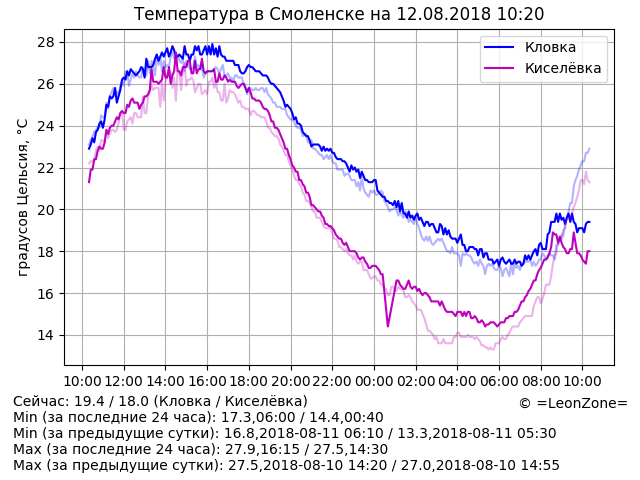 Температура в Смоленске на 12.08.2018 10:20
градусов Цельсия, °C
28
26
24
22
20
18
16
14
Кловка
Киселёвка
10:00 12:00 14:00 16:00 18:00 20:00 22:00 00:00 02:00 04:00 06:00 08:00 10:00
Сейчас: 19.4 / 18.0 (Кловка / Киселёвка)
© =LeonZone=
Min (за последние 24 часа): 17.3,06:00 / 14.4,00:40
Min (за предыдущие сутки): 16.8,2018-08-11 06:10 / 13.3,2018-08-11 05:30
Max (за последние 24 часа): 27.9,16:15 / 27.5,14:30
Max (за предыдущие сутки): 27.5,2018-08-10 14:20 / 27.0,2018-08-10 14:55